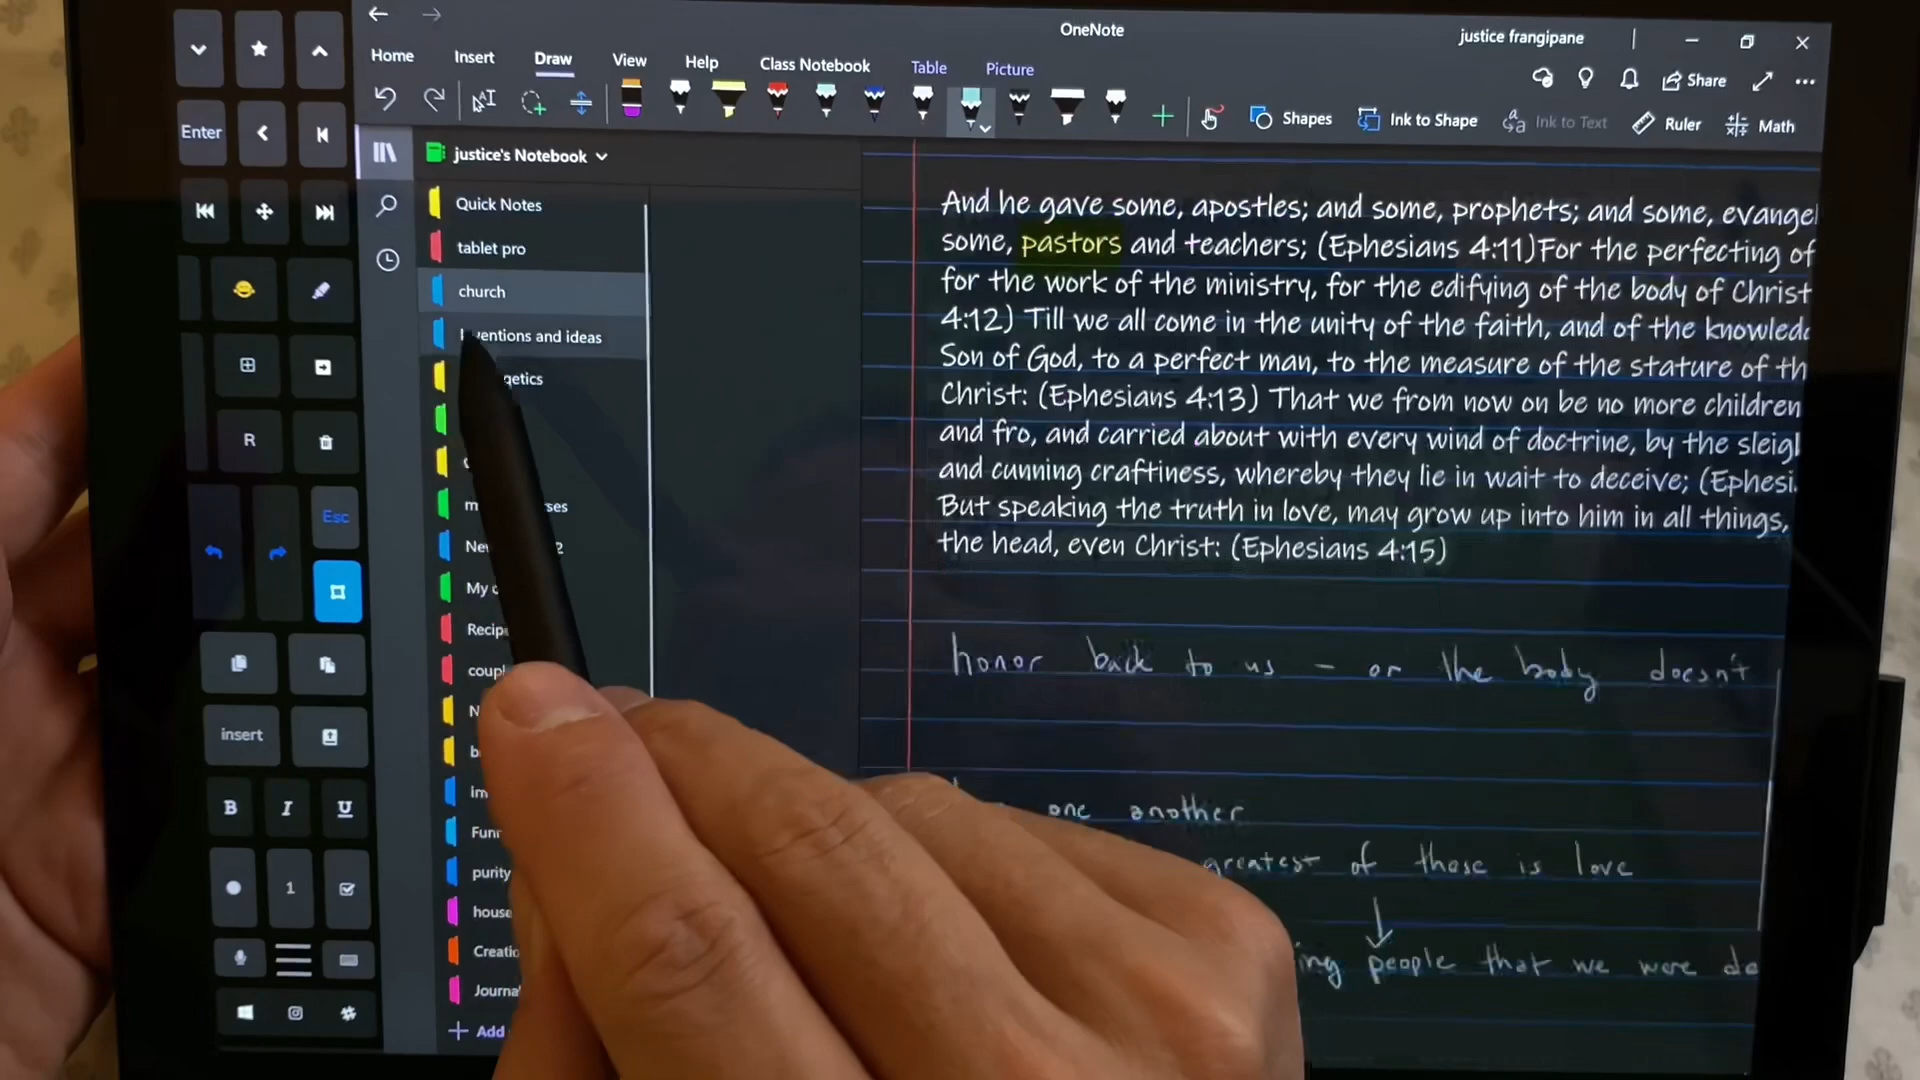 OneNote
justice frangipane
Home Insert Draw View Help Class Notebook Table Picture
Share
Shapes Ink to Shape Ink to Text Ruler Math
Enter
R
Esc
insert
B I U
1
justice's Notebook
Quick Notes
tablet pro
church
and ideas
My
Add
And he gave some, apostles; and some, prophets; and some,
some, pastors and teachers; (Ephesians 4:11)For the perfecting of
for the work of the ministry, for the edifying of the body of Christ
4:12) Till we all come in the unity of the faith, and of the
Son of God, to a perfect man, to the measure of the stature of
Christ: (Ephesians 4:13) That we from now on be no more children
and fro, and carried about with every wind of doctrine, by the
and cunning craftiness, whereby they lie in wait to deceive;
But speaking the truth in love, may grow up into him in all things,
the head, even Christ: (Ephesians 4:15)
honor back to us - or the body doesn't
one another
greatest of these is love
people that we were